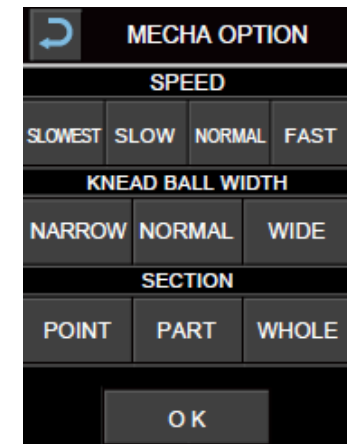 MECHA OPTION
SPEED
SLOWEST SLOW NORMAL FAST
KNEAD BALL WIDTH
NARROW NORMAL WIDE
SECTION
POINT PART WHOLE
OK